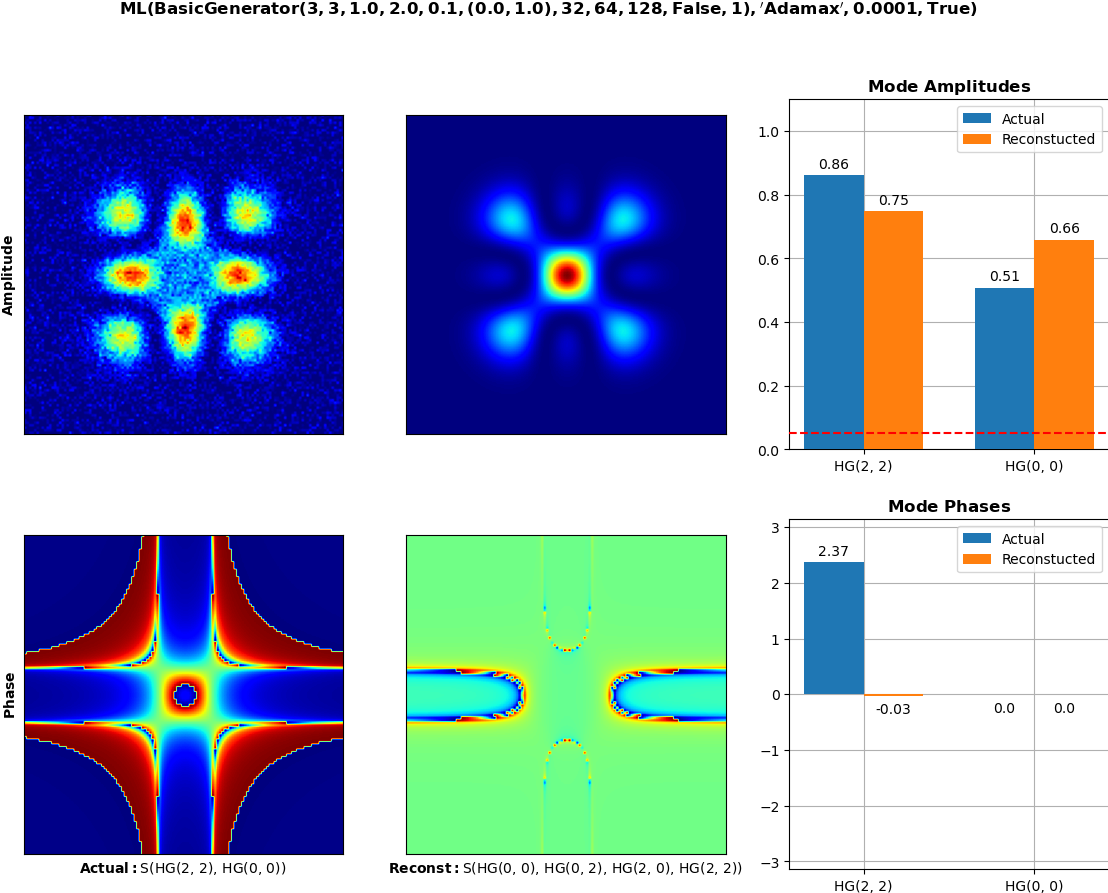 ML(BasicGenerator(3, 3, 1.0, 2.0, 0.1, (0.0, 1.0), 32, 64, 128, False, 1), ′Adamax′, 0.0001, True)
Mode Amplitudes
Actual
Reconstucted
1.0
0.8
0.6
0.4
0.2
0.0
0.86
0.75
0.51
0.66
HG(2, 2)
HG(0, 0)
Amplitude
Mode Phases
Actual
Reconstucted
3
2
1
0
−1
−2
−3
2.37
-0.03
0.0
0.0
HG(2, 2)
HG(0, 0)
Phase
Actual: S(HG(2, 2), HG(0, 0))
Reconst: S(HG(0, 0), HG(0, 2), HG(2, 0), HG(2, 2))